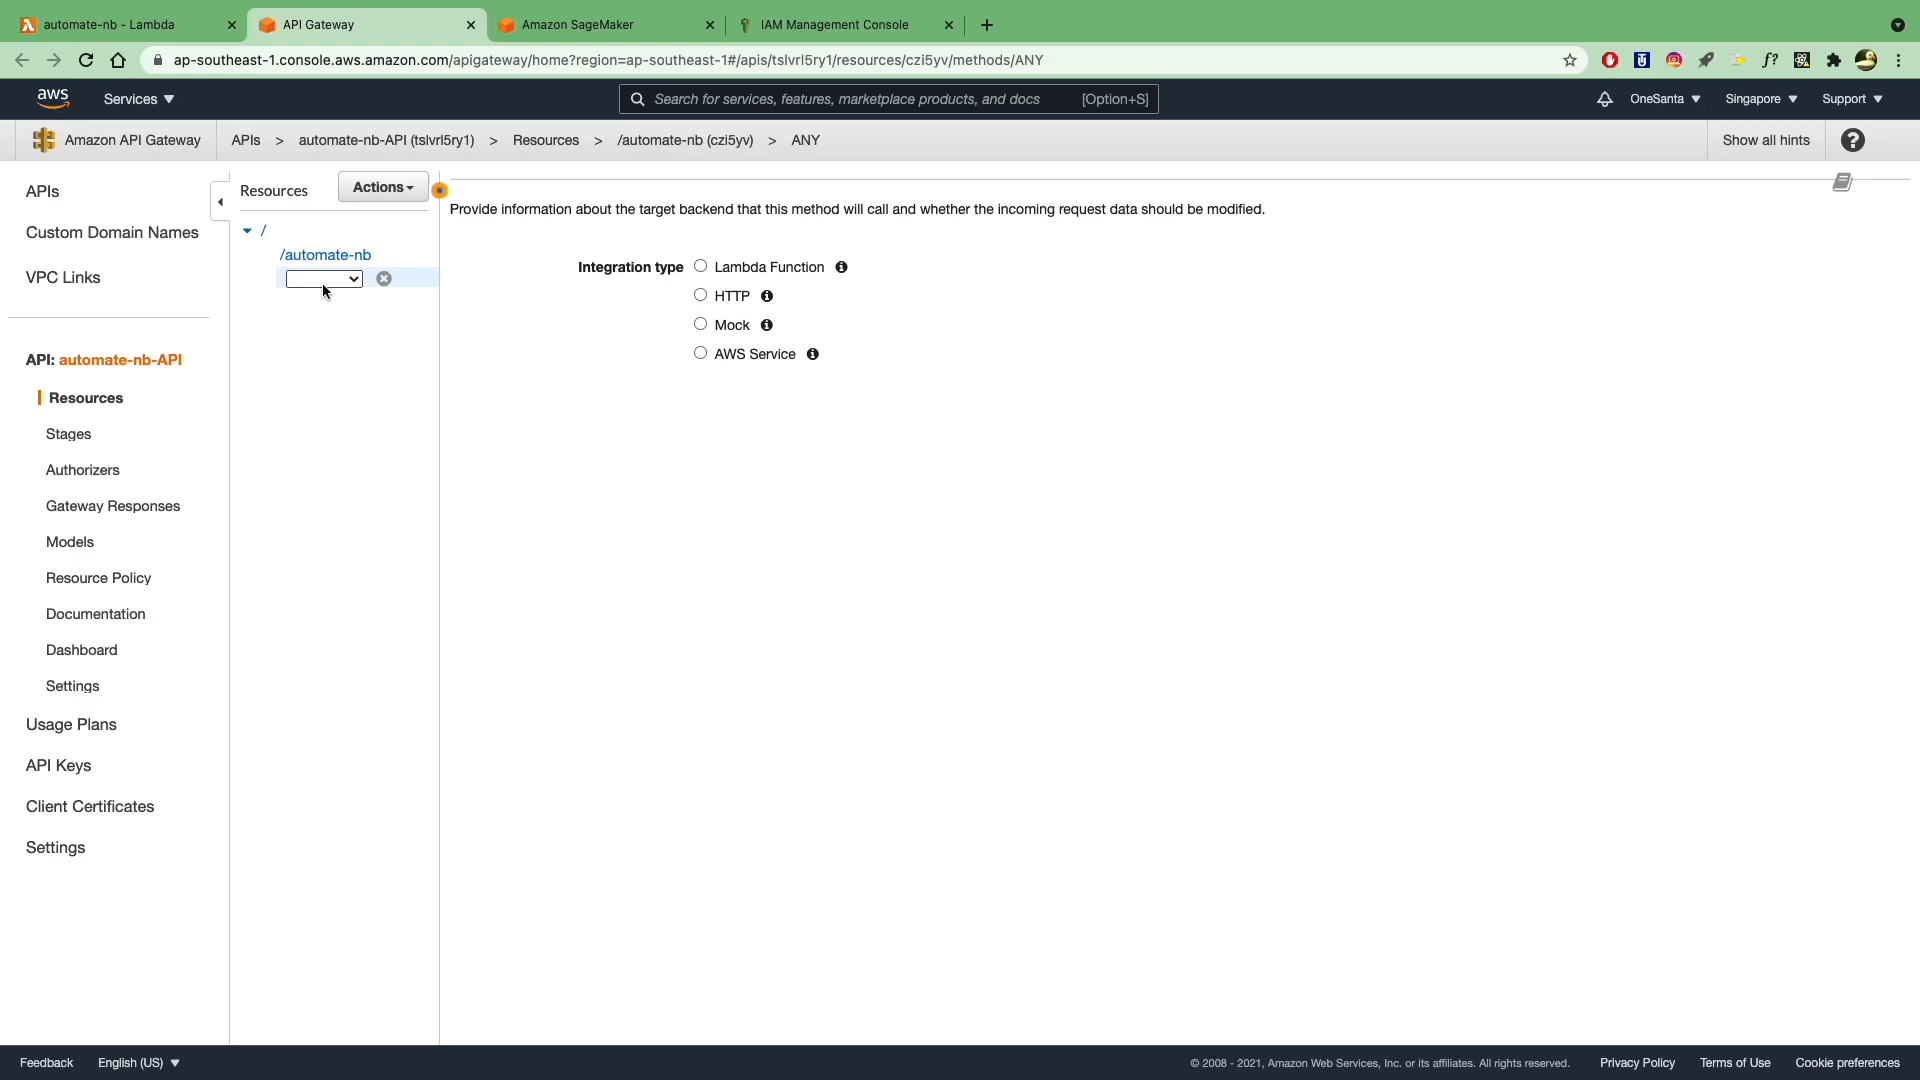 automate-nb - Lambda
API Gateway
Amazon SageMaker
IAM Management Console
ap-southeast-1.console.aws.amazon.com/apigateway/home?region=ap-southeast-1#/apis/tslvrl5ry1/resources/czi5yv/methods/ANY
f?
aws
Services
Search for services, features, marketplace products, and docs
[Option+S]
OneSanta
Singapore
Support
Amazon API Gateway
APIs > automate-nb-API (tslvrl5ry1) > Resources > /automate-nb (czi5yv) > ANY
Show all hints
APIs
Custom Domain Names
VPC Links
API: automate-nb-API
Resources
Stages
Authorizers
Gateway Responses
Models
Resource Policy
Documentation
Dashboard
Settings
Usage Plans
API Keys
Client Certificates
Settings
Resources
Actions
/
/automate-nb
Provide information about the target backend that this method will call and whether the incoming request data should be modified.
Integration type
Lambda Function
HTTP
Mock
AWS Service
Feedback
English (US)
© 2008 - 2021, Amazon Web Services, Inc. or its affiliates. All rights reserved.
Privacy Policy
Terms of Use
Cookie preferences